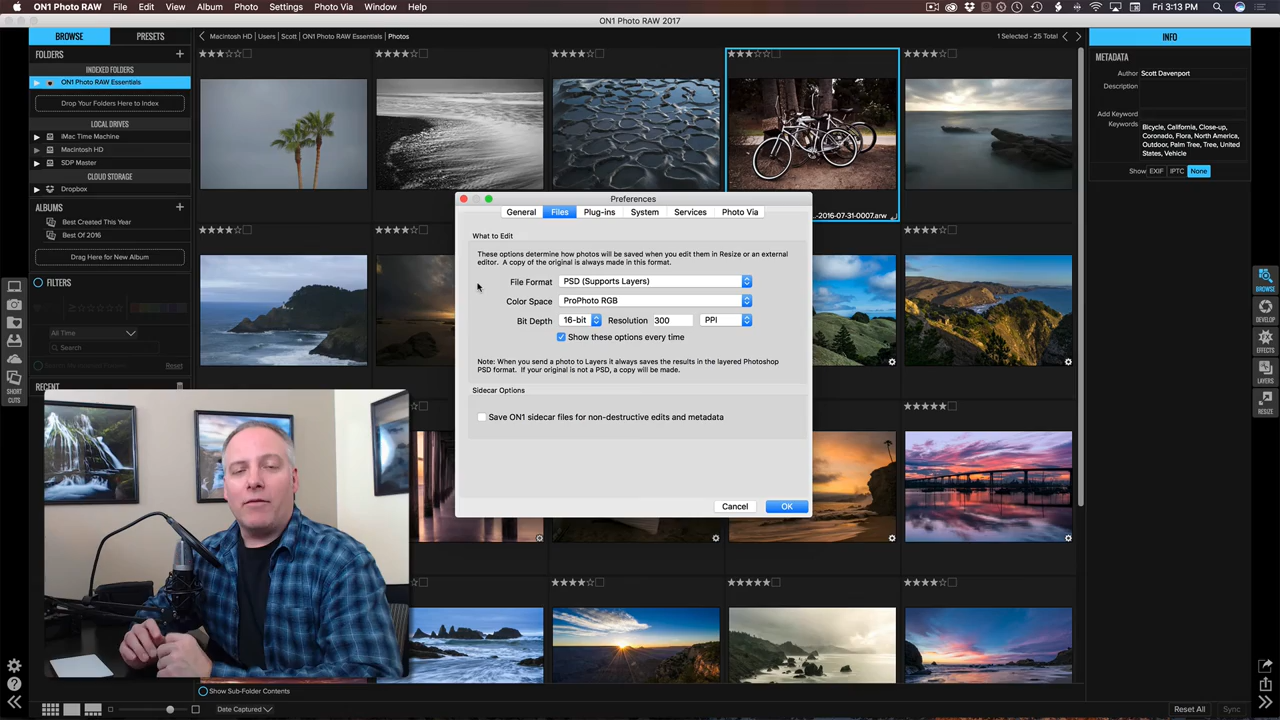 ON1 Photo RAW File Edit View Album Photo Settings Photo Via Window Help Fri 3:13 PM
ON1 Photo RAW 2017
BROWSE PRESETS
Macintosh HD Users Scott ON1 Photo RAW Essentials Photos
1 Selected - 25 Total
INFO
FOLDERS
INDEXED FOLDERS
ON1 Photo RAW Essentials
Drop Your Folders Here to Index
LOCAL DRIVES
iMac Time Machine
Macintosh HD
SDP Master
CLOUD STORAGE
Dropbox
ALBUMS
Best Created This Year
Best Of 2016
Drag Here for New Album
FILTERS
All Time
Search
Reset
RECENT
SHORT
CUTS
METADATA
Author Scott Davenport
Description
Add Keyword
Keywords
Bicycle, California, Close-up,
Coronado, Flora, North America,
Outdoor, Palm Tree, Tree, United
States, Vehicle
Show EXIF IPTC None
-2016-07-31-0007.arw
Preferences
General Files Plug-ins System Services Photo Via
What to Edit
These options determine how photos will be saved when you edit them in Resize or an external
editor. A copy of the original is always made in this format.
File Format PSD (Supports Layers)
Color Space ProPhoto RGB
Bit Depth 16-bit Resolution 300 PPI
Show these options every time
Note: When you send a photo to Layers it always saves the results in the layered Photoshop
PSD format. If your original is not a PSD, a copy will be made.
Sidecar Options
Save ON1 sidecar files for non-destructive edits and metadata
Cancel OK
BROWSE
DEVELOP
EFFECTS
LAYERS
RESIZE
Show Sub-Folder Contents
Date Captured
Reset All Sync